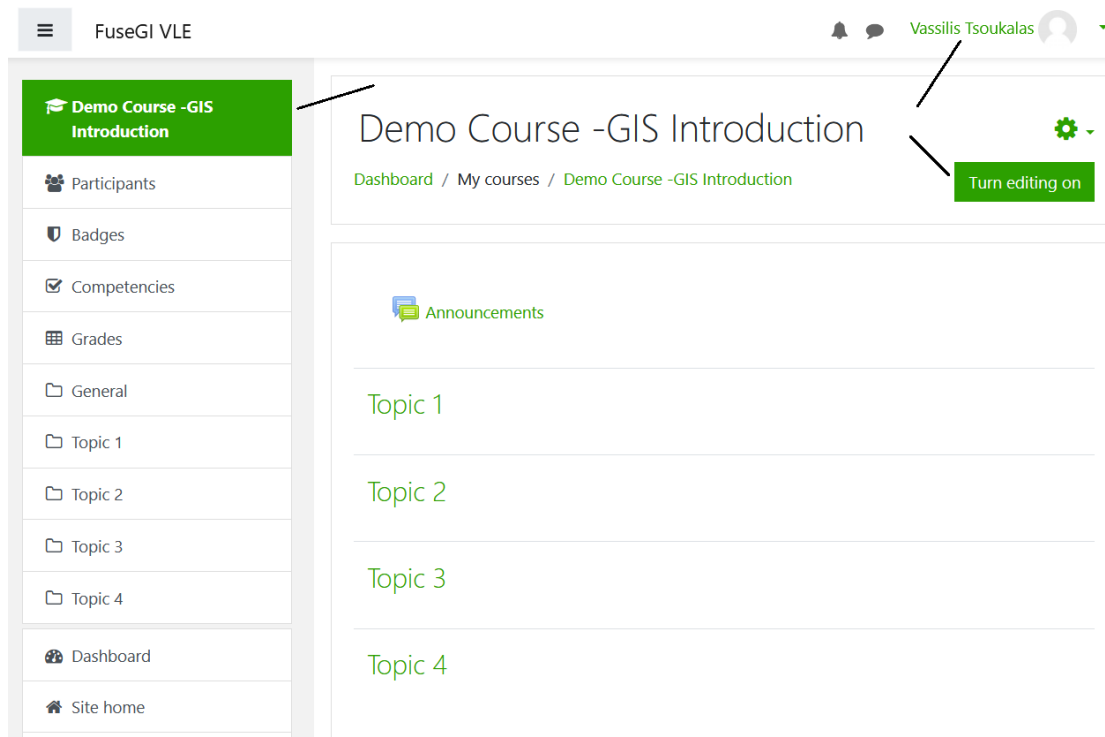 FuseGI VLE
Vassilis Tsoukalas
Demo Course -GIS
Introduction
Participants
Badges
Competencies
Grades
General
Topic 1
Topic 2
Topic 3
Topic 4
Dashboard
Site home
Demo Course -GIS Introduction
Dashboard / My courses / Demo Course -GIS Introduction
Turn editing on
Announcements
Topic 1
Topic 2
Topic 3
Topic 4